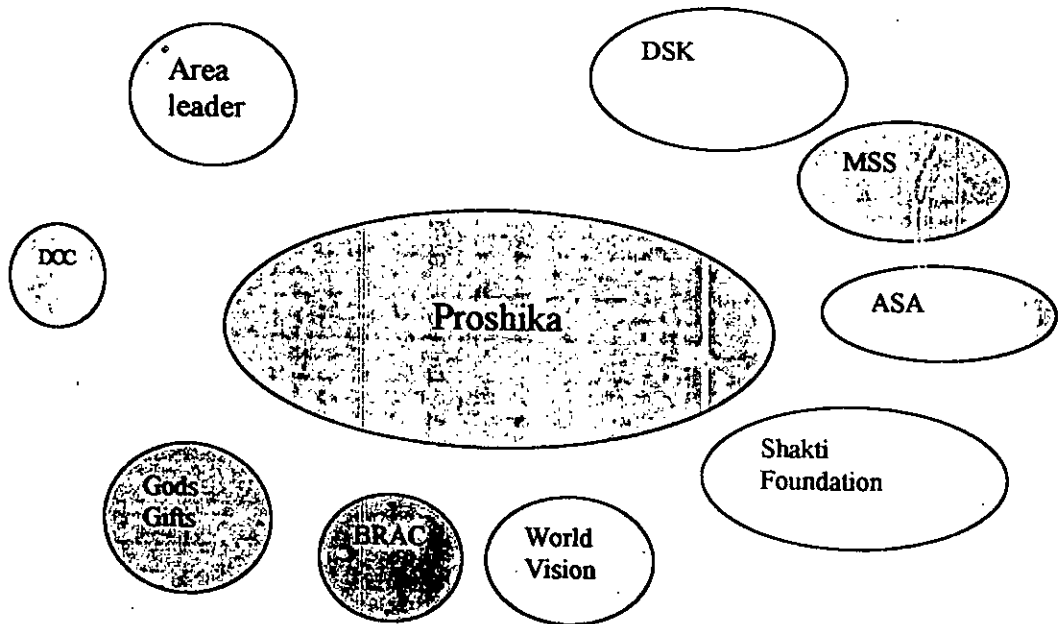 Area
leader
DSK
MSS
DCC
Proshika
ASA
Gods
Gifts
BRAC
World
Vision
Shakti
Foundation